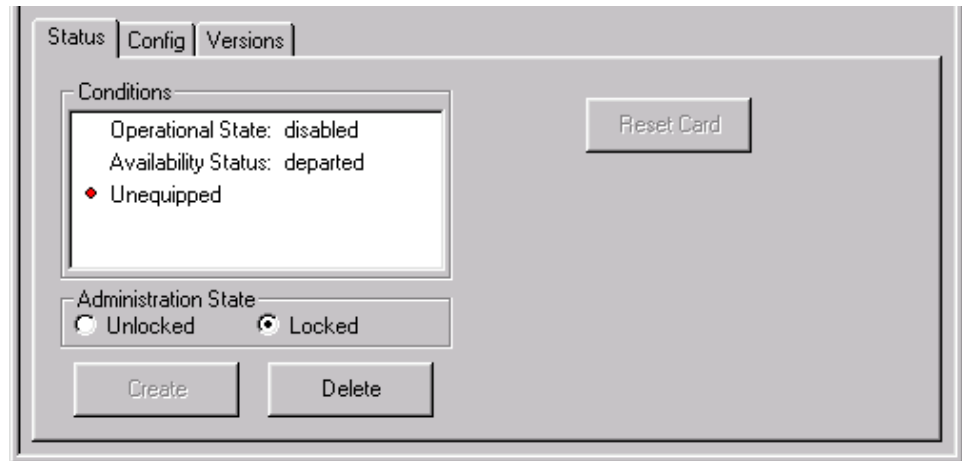 Status Config Versions
Conditions
Operational State: disabled
Availability Status: departed
Unequipped
Reset Card
Administration State
Unlocked Locked
Create Delete